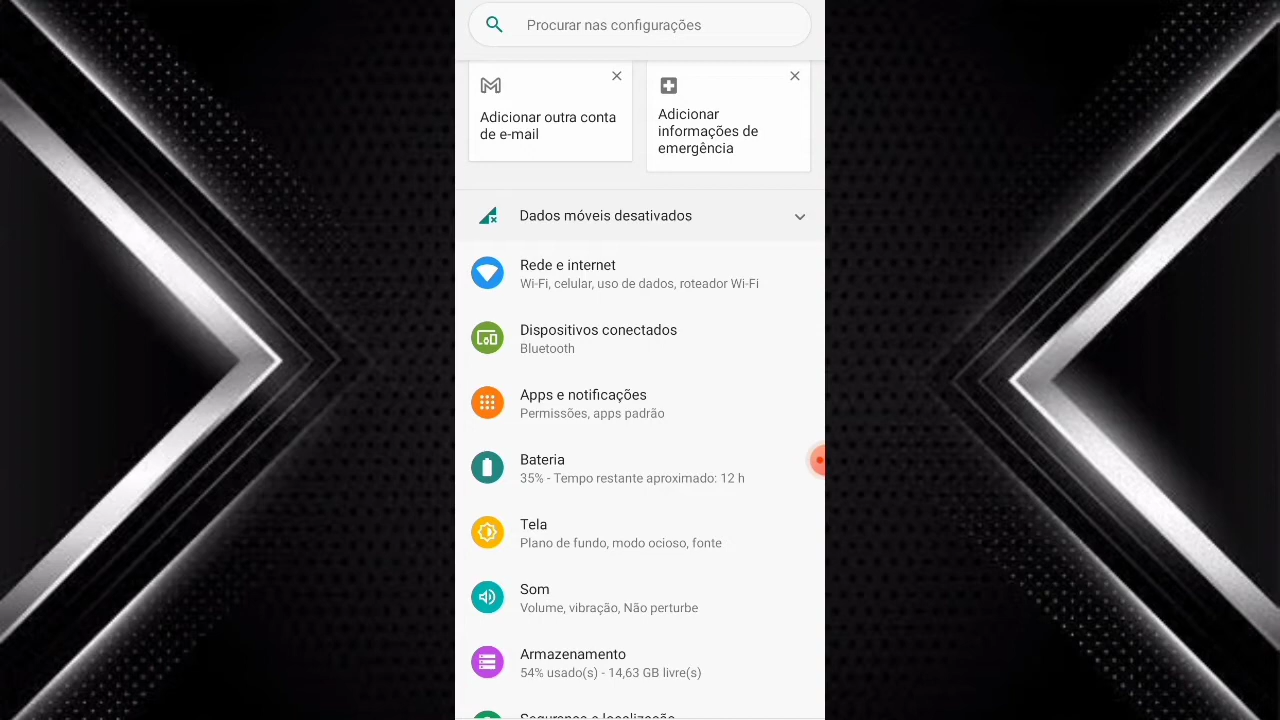 Procurar nas configurações
Adicionar outra conta
de e-mail
Adicionar
informações de
emergência
Dados móveis desativados
Rede e internet
Wi-Fi, celular, uso de dados, roteador Wi-Fi
Dispositivos conectados
Bluetooth
Apps e notificações
Permissões, apps padrão
Bateria
35% - Tempo restante aproximado: 12 h
Tela
Plano de fundo, modo ocioso, fonte
Som
Volume, vibração, Não perturbe
Armazenamento
54% usado(s) - 14,63 GB livre(s)
Segurança e localização